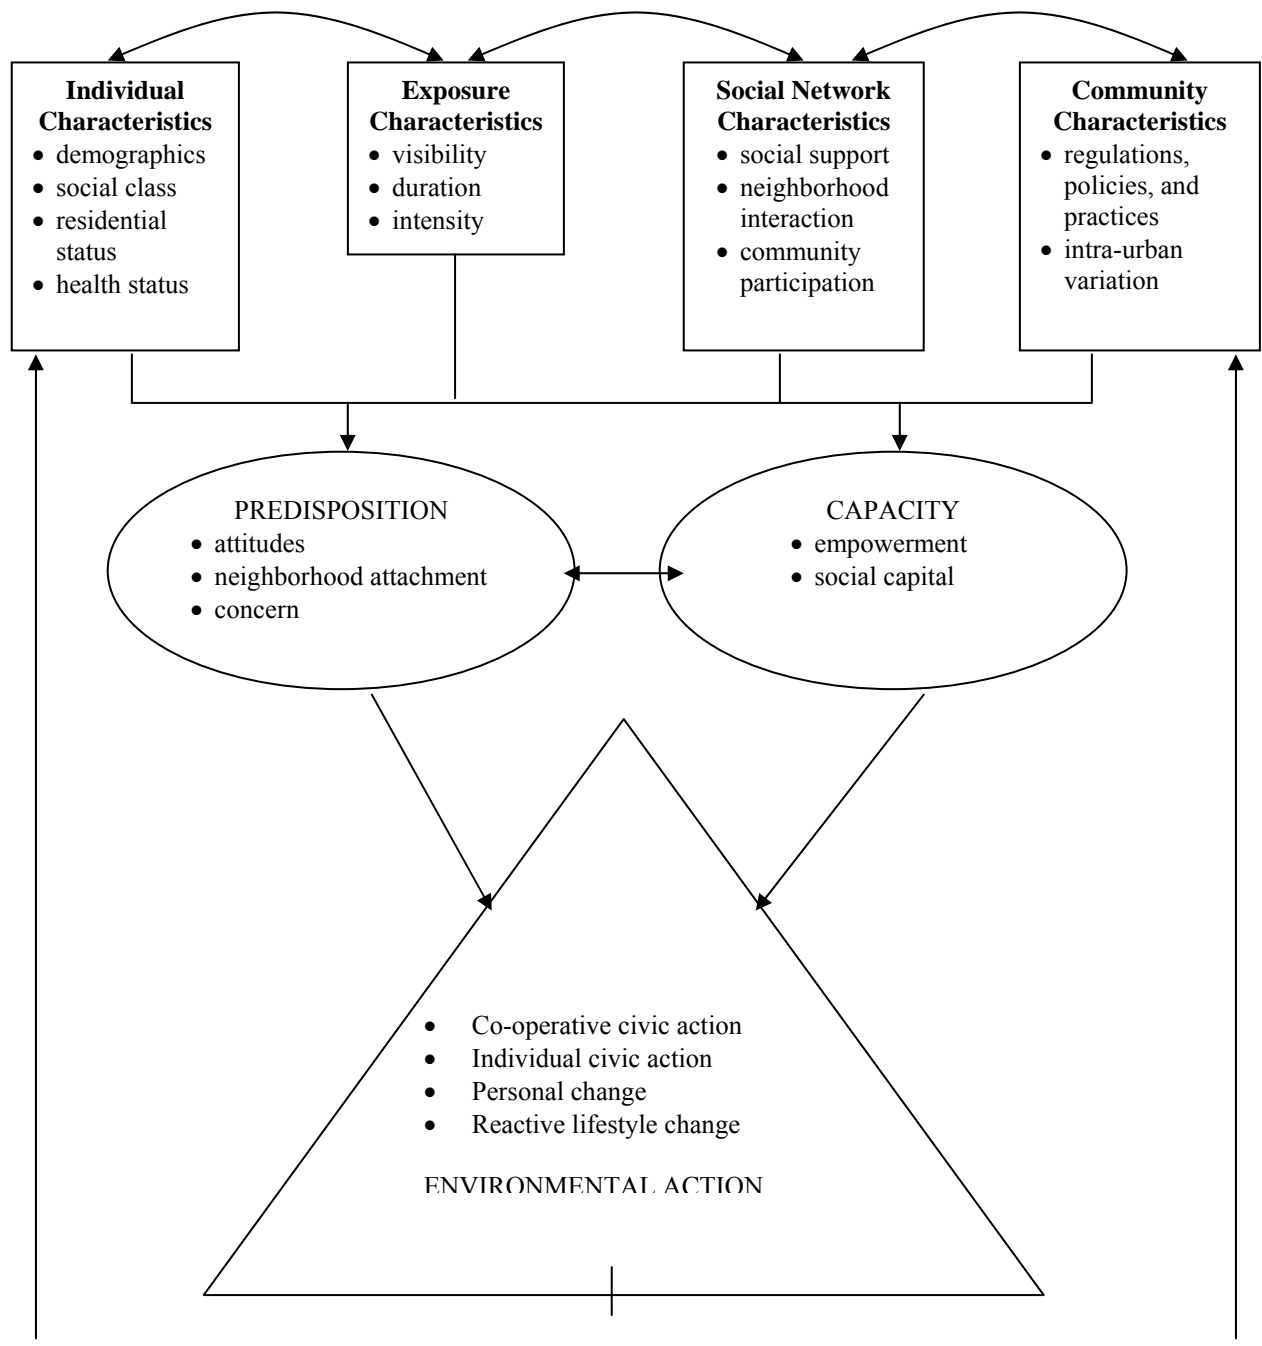 Individual
Characteristics
• demographics
• social class
• residential
status
• health status
Exposure
Characteristics
• visibility
• duration
• intensity
Social Network
Characteristics
• social support
• neighborhood
interaction
• community
participation
Community
Characteristics
• regulations,
policies, and
practices
• intra-urban
variation
PREDISPOSITION
• attitudes
• neighborhood attachment
• concern
CAPACITY
• empowerment
• social capital
• Co-operative civic action
• Individual civic action
• Personal change
• Reactive lifestyle change
ENVIRONMENTAL ACTION